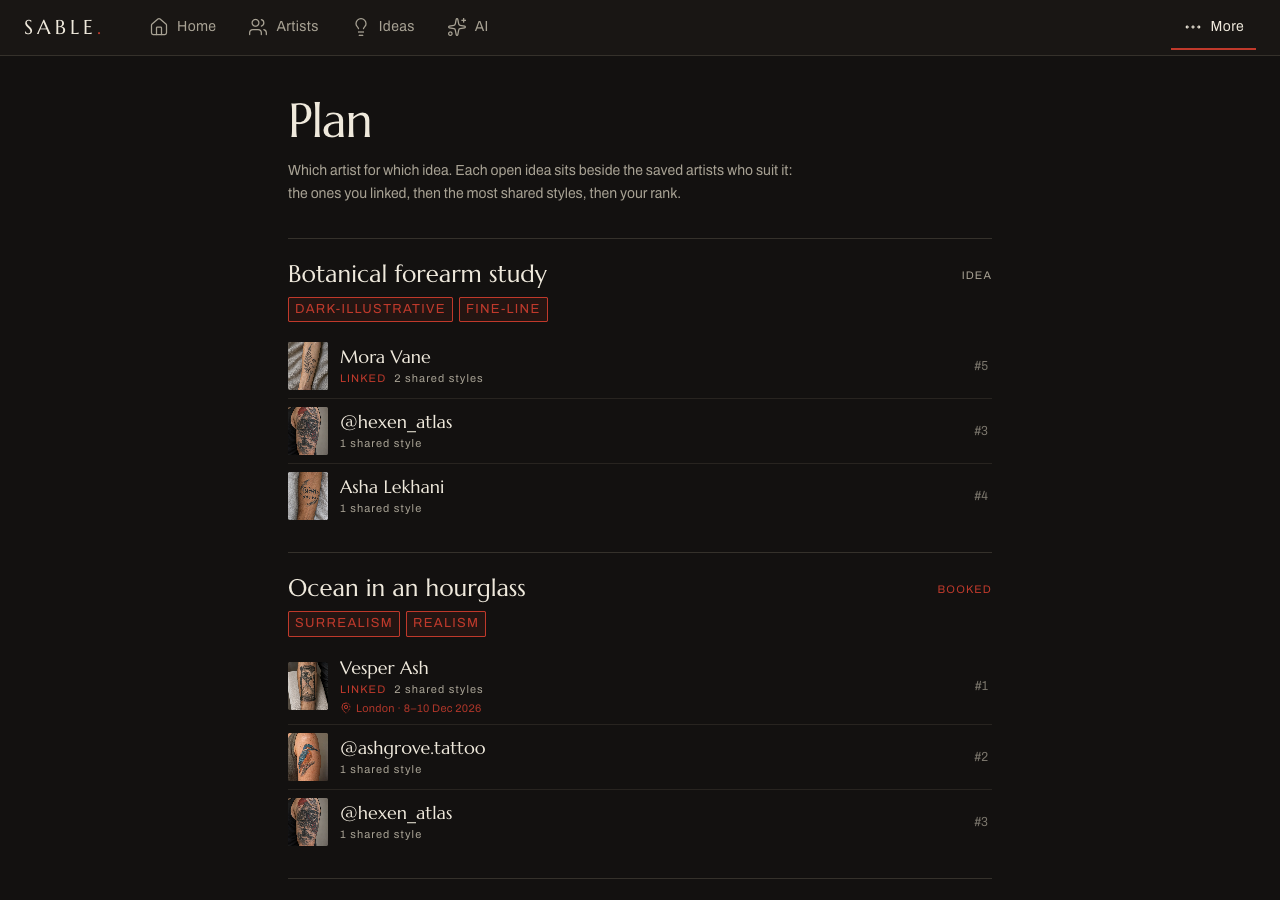 SABLE.
Home
Artists
Ideas
AI
More
Plan
Which artist for which idea. Each open idea sits beside the saved artists who suit it:
the ones you linked, then the most shared styles, then your rank.
Botanical forearm study
IDEA
DARK-ILLUSTRATIVE
FINE-LINE
Mora Vane
LINKED 2 shared styles
#5
@hexen_atlas
1 shared style
#3
Asha Lekhani
1 shared style
#4
Ocean in an hourglass
BOOKED
SURREALISM
REALISM
Vesper Ash
LINKED 2 shared styles
London · 8–10 Dec 2026
#1
@ashgrove.tattoo
1 shared style
#2
@hexen_atlas
1 shared style
#3